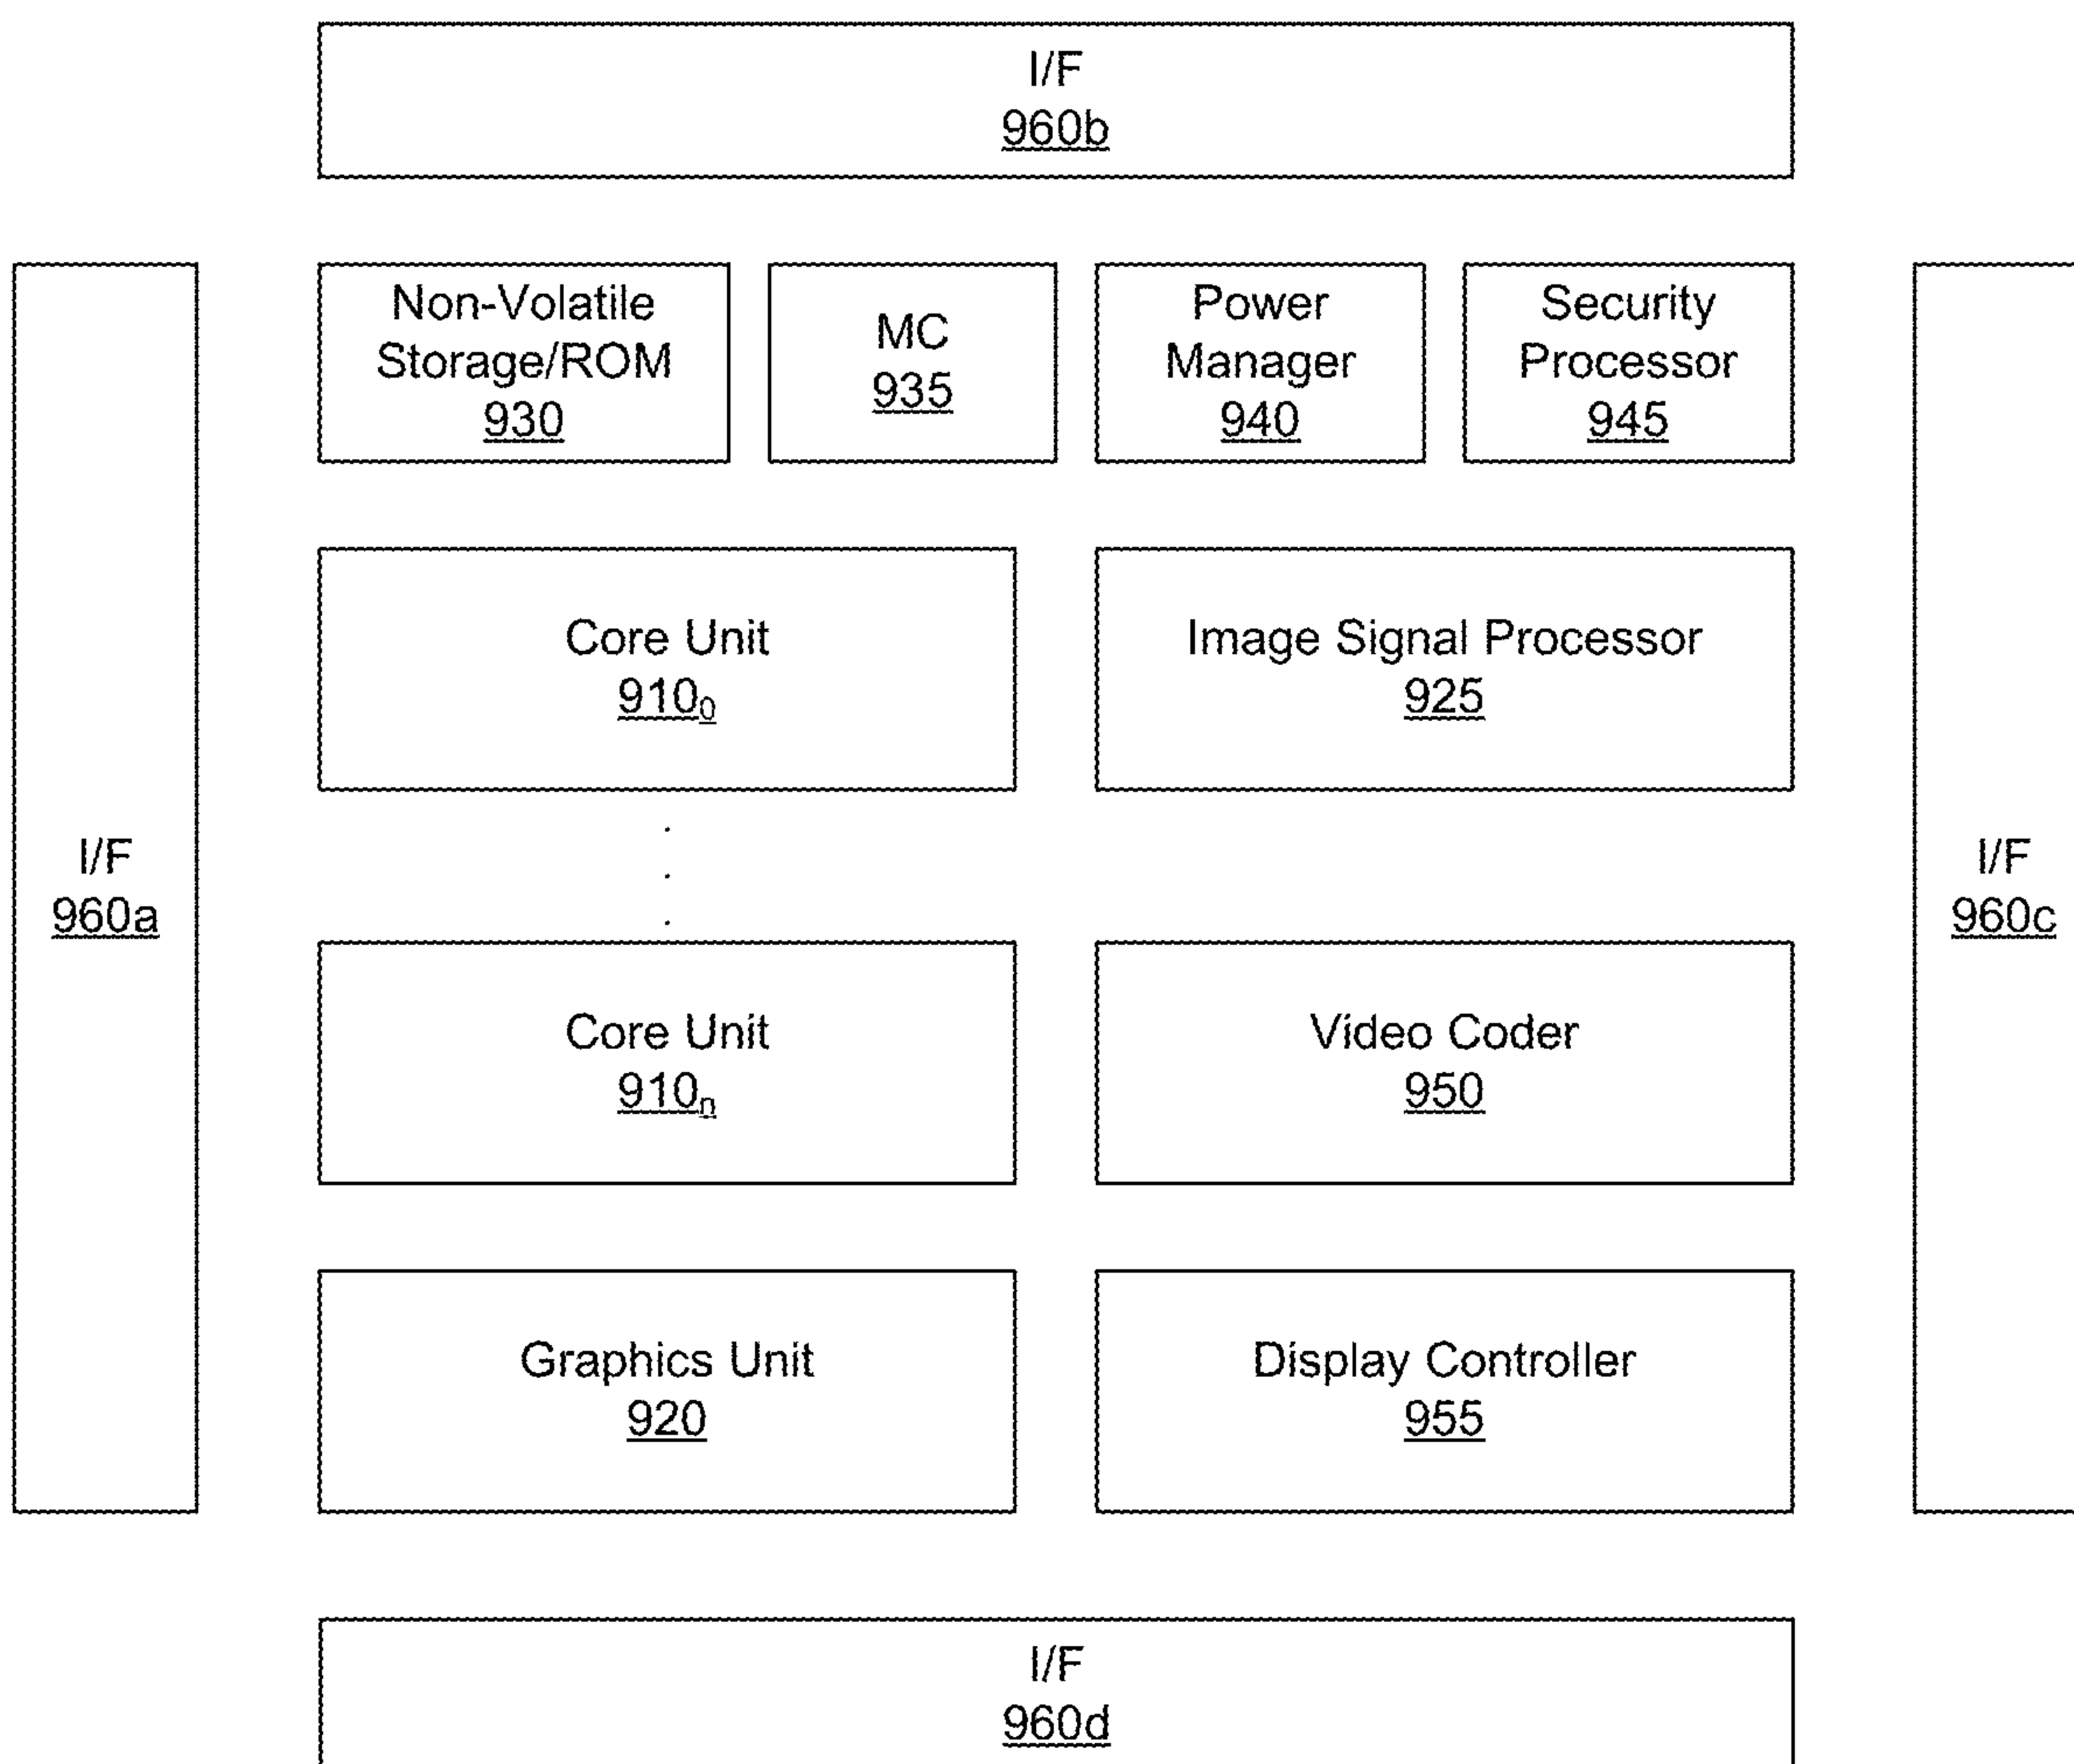 I/F
960b
Non-Volatile
Storage/ROM
930
MC
935
Power
Manager
940
Security
Processor
945
Core Unit
910₀
Image Signal Processor
925
I/F
960a
I/F
960c
Core Unit
910ₙ
Video Coder
950
Graphics Unit
920
Display Controller
955
I/F
960d